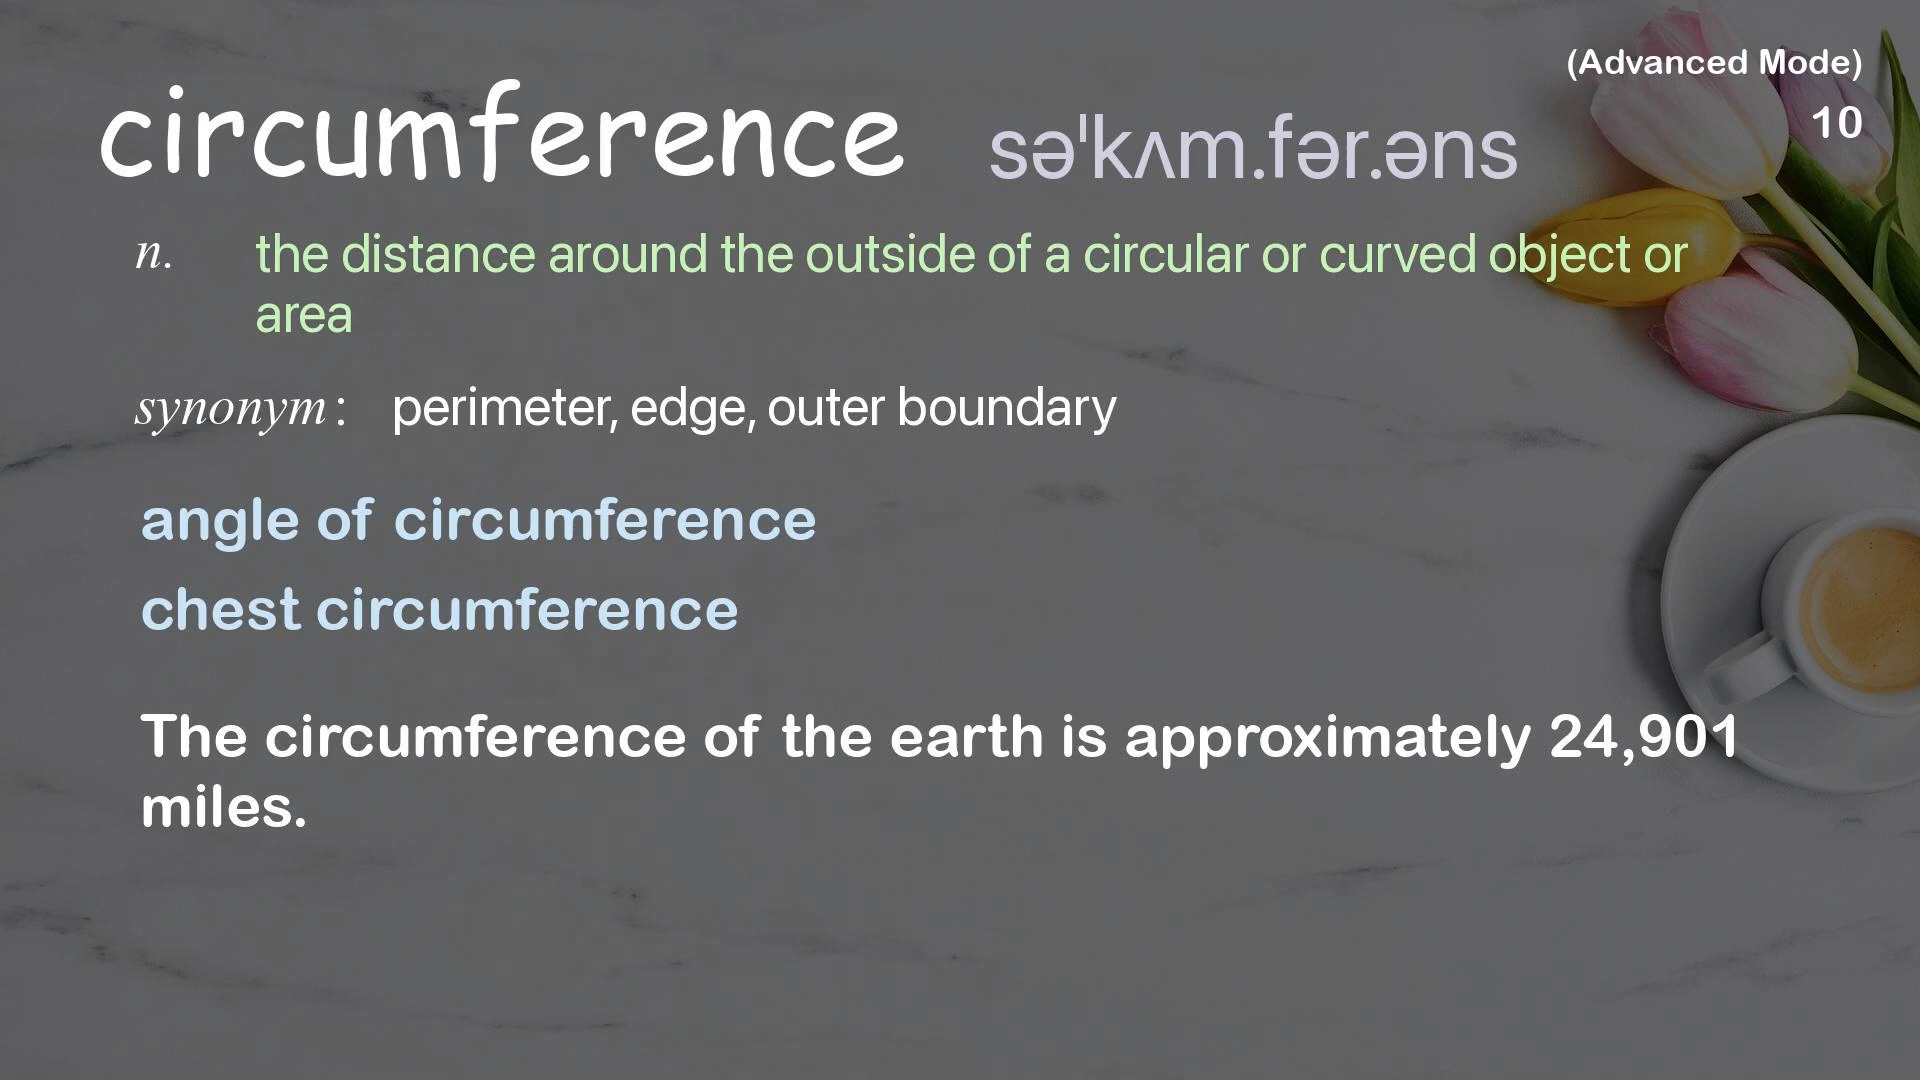 (Advanced Mode)
circumference səˈkʌm.fər.əns
10
n. the distance around the outside of a circular or curved object or
area
synonym: perimeter, edge, outer boundary
angle of circumference
chest circumference
The circumference of the earth is approximately 24,901
miles.